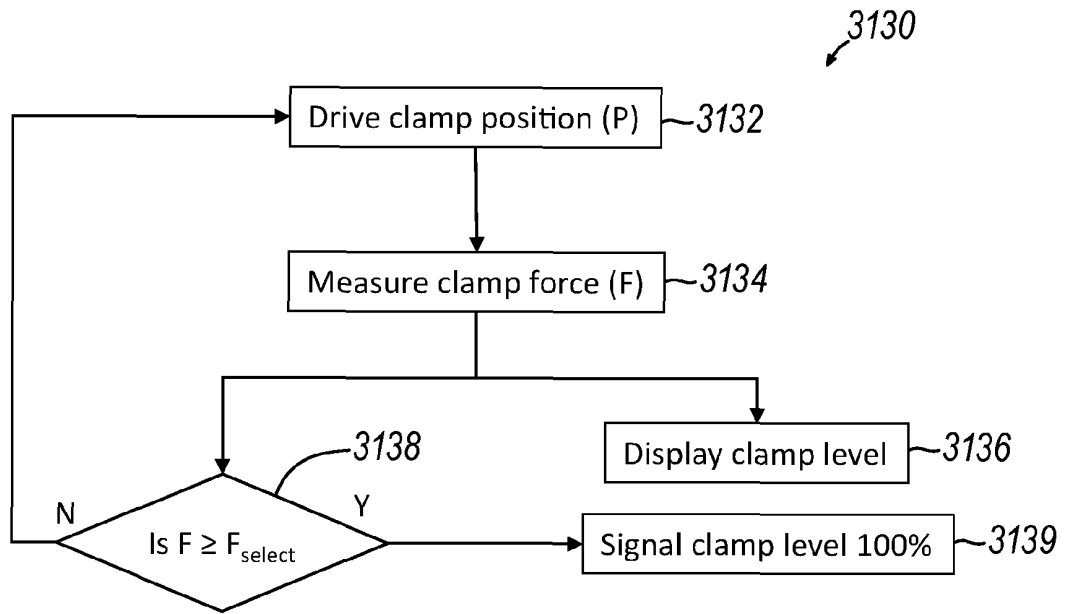 3130
Drive clamp position (P)
3132
Measure clamp force (F)
3134
3138
Display clamp level
3136
N
Y
Is F ≥ Fselect
Signal clamp level 100%
3139